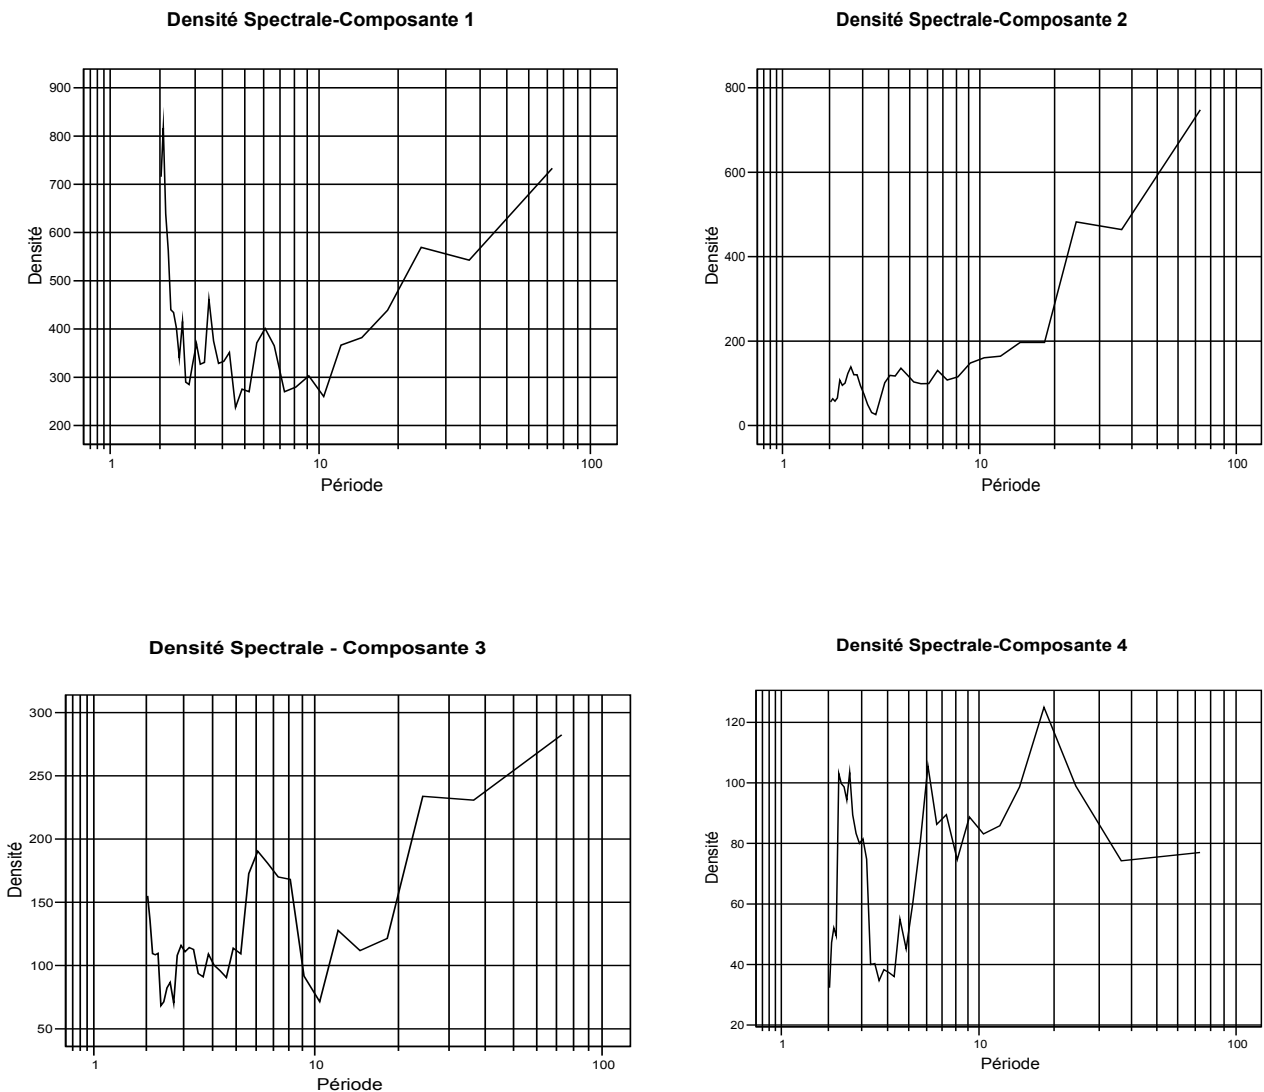 Densité Spectrale-Composante 1
900
800
700
600
500
400
300
200
Densité
1 10 100
Période
Densité Spectrale-Composante 2
800
600
400
200
0
Densité
1 10 100
Période
Densité Spectrale - Composante 3
300
250
200
150
100
50
Densité
1 10 100
Période
Densité Spectrale-Composante 4
120
100
80
60
40
20
Densité
1 10 100
Période